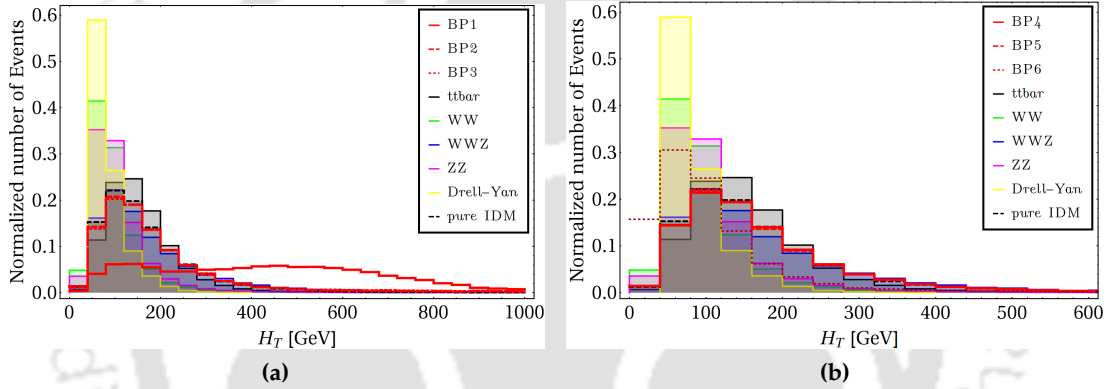 Normalized number of Events
0.6
0.5
0.4
0.3
0.2
0.1
0.0
0
200
400
600
800
1000
H_T [GeV]
BP1
BP2
BP3
ttbar
WW
WWZ
ZZ
Drell-Yan
pure IDM
(a)
Normalized number of Events
0.6
0.5
0.4
0.3
0.2
0.1
0.0
0
100
200
300
400
500
600
H_T [GeV]
BP4
BP5
BP6
ttbar
WW
WWZ
ZZ
Drell-Yan
pure IDM
(b)